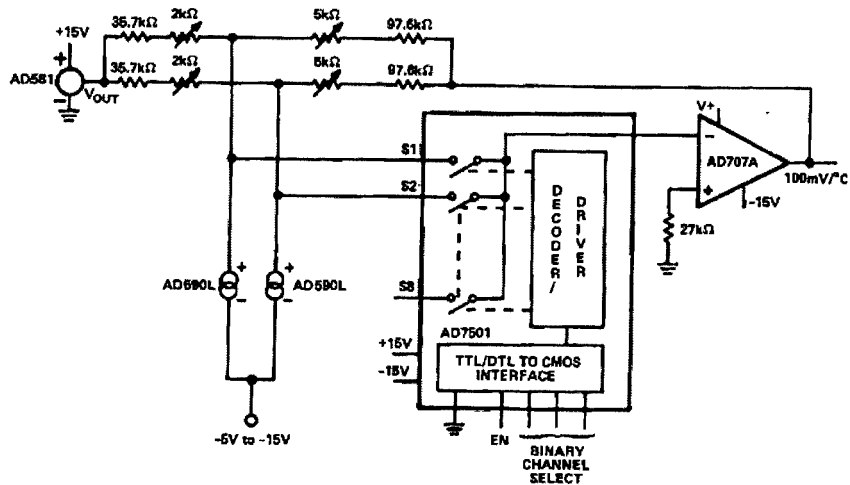 +15V
35.7kΩ
2kΩ
5kΩ
97.6kΩ
+
AD581
-
VOUT
35.7kΩ
2kΩ
5kΩ
97.6kΩ
V+
S1
-
AD707A
S2
+
100mV/°C
-15V
DECODER/
DRIVER
27kΩ
+
+
AD590L
AD590L
-
-
S8
AD7501
+15V
-15V
TTL/DTL TO CMOS
INTERFACE
-5V to -15V
EN
BINARY
CHANNEL
SELECT